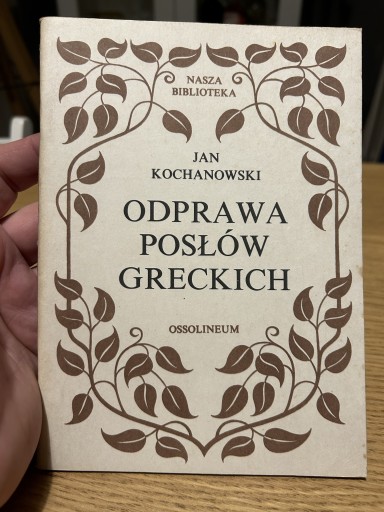 NASZA
BIBLIOTEKA
JAN
KOCHANOWSKI
ODPRAWA
POSŁÓW
GRECKICH
OSSOLINEUM